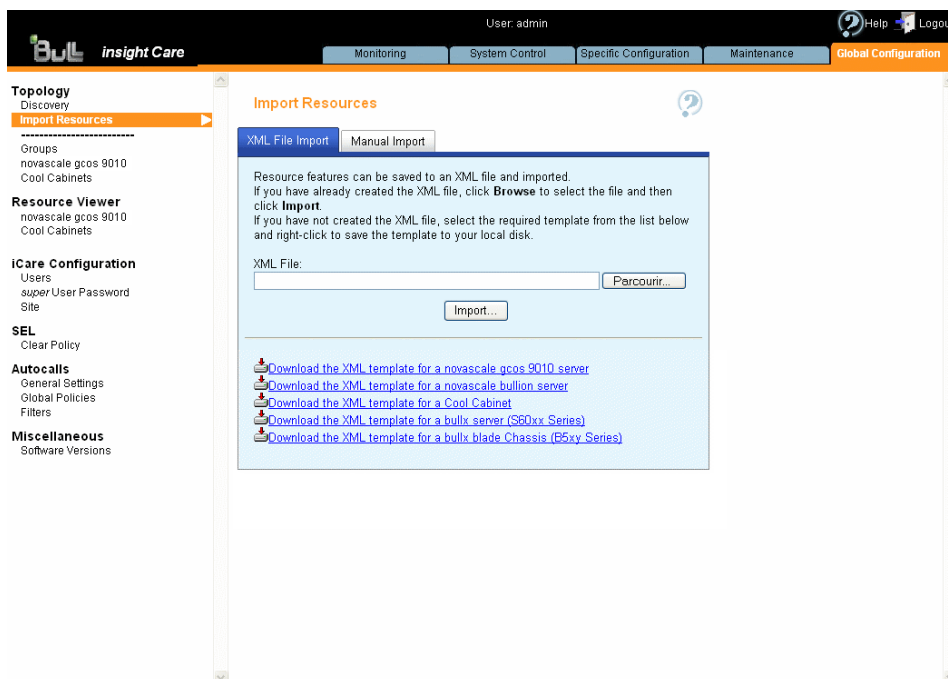 User: admin
Help
Logou
Bull
insight Care
Monitoring
System Control
Specific Configuration
Maintenance
Global Configuration
Topology
Discovery
Import Resources
-------------------------
Groups
novascale gcos 9010
Cool Cabinets
Resource Viewer
novascale gcos 9010
Cool Cabinets
iCare Configuration
Users
super User Password
Site
SEL
Clear Policy
Autocalls
General Settings
Global Policies
Filters
Miscellaneous
Software Versions
Import Resources
XML File Import
Manual Import
Resource features can be saved to an XML file and imported.
If you have already created the XML file, click Browse to select the file and then
click Import.
If you have not created the XML file, select the required template from the list below
and right-click to save the template to your local disk.
XML File:
Parcourir...
Import...
Download the XML template for a novascale gcos 9010 server
Download the XML template for a novascale bullion server
Download the XML template for a Cool Cabinet
Download the XML template for a bullx server (S60xx Series)
Download the XML template for a bullx blade Chassis (B5xy Series)